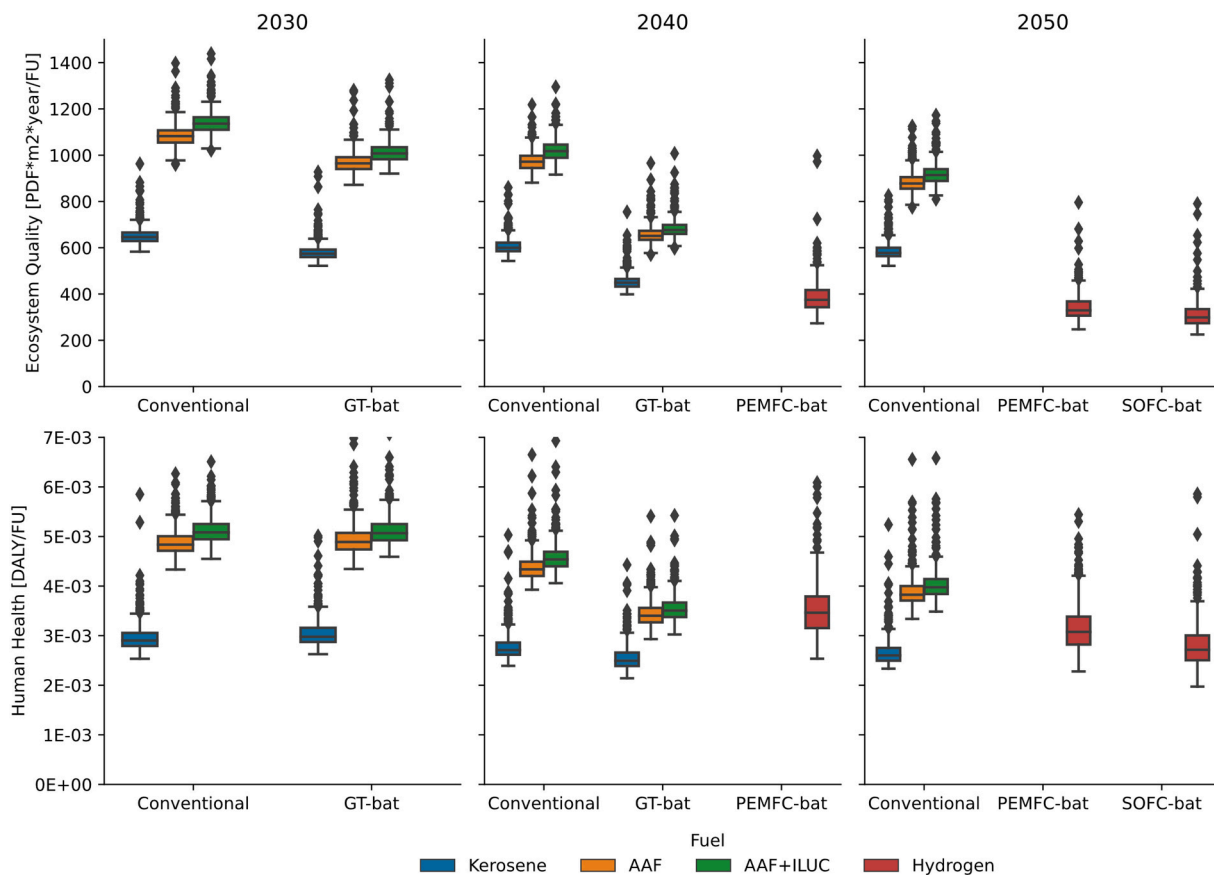 2030 2040 2050
Ecosystem Quality [PDF*m2*year/FU]
1400
1200
1000
800
600
400
200
0
Conventional GT-bat Conventional GT-bat PEMFC-bat Conventional PEMFC-bat SOFC-bat
Human Health [DALY/FU]
7E-03
6E-03
5E-03
4E-03
3E-03
2E-03
1E-03
0E+00
Conventional GT-bat Conventional GT-bat PEMFC-bat Conventional PEMFC-bat SOFC-bat
Fuel
Kerosene AAF AAF+ILUC Hydrogen